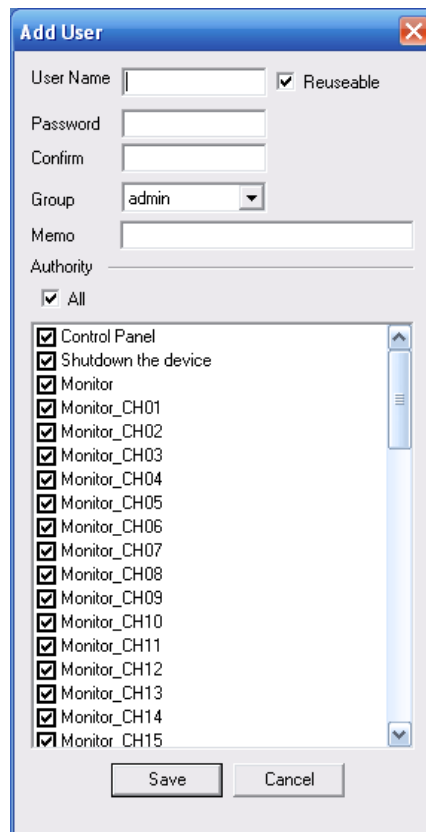 Add User
User Name
Reuseable
Password
Confirm
Group
admin
Memo
Authority
All
Control Panel
Shutdown the device
Monitor
Monitor_CH01
Monitor_CH02
Monitor_CH03
Monitor_CH04
Monitor_CH05
Monitor_CH06
Monitor_CH07
Monitor_CH08
Monitor_CH09
Monitor_CH10
Monitor_CH11
Monitor_CH12
Monitor_CH13
Monitor_CH14
Monitor_CH15
Save
Cancel